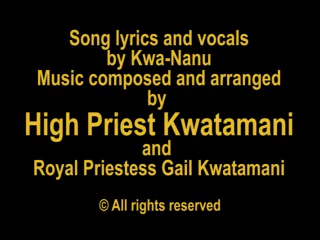 Song lyrics and vocals
by Kwa-Nanu
Music composed and arranged
by
High Priest Kwatamani
and
Royal Priestess Gail Kwatamani
© All rights reserved